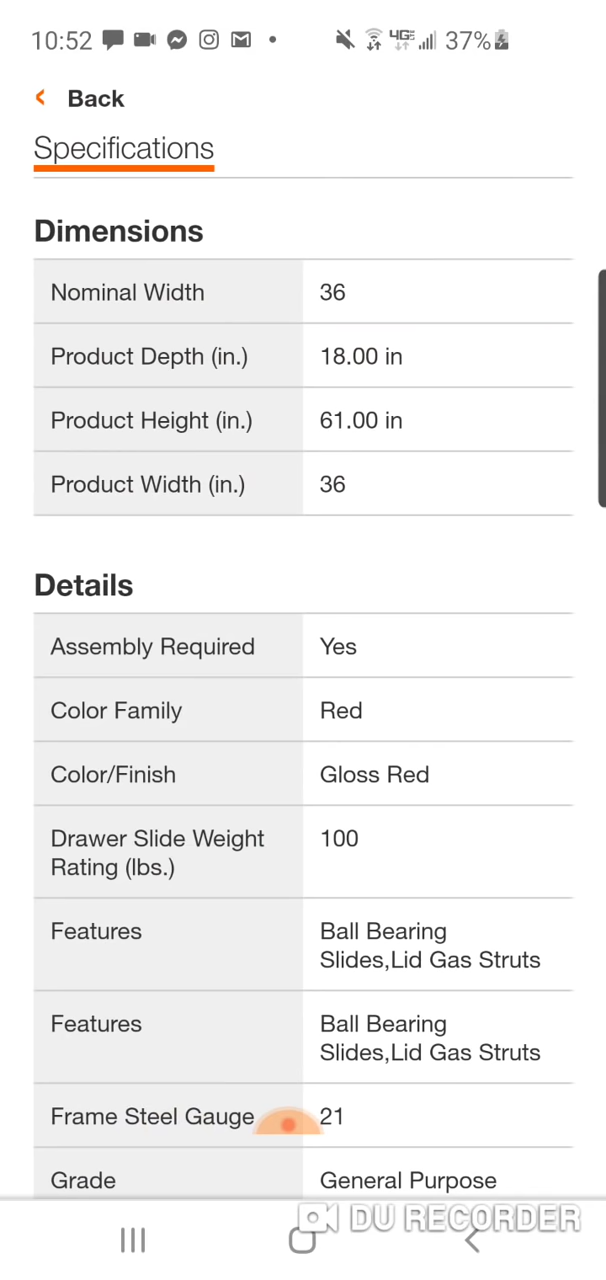 10:52 4GE 37%
Back
Specifications
Dimensions
Nominal Width 36
Product Depth (in.) 18.00 in
Product Height (in.) 61.00 in
Product Width (in.) 36
Details
Assembly Required Yes
Color Family Red
Color/Finish Gloss Red
Drawer Slide Weight
Rating (lbs.) 100
Features Ball Bearing
Slides,Lid Gas Struts
Features Ball Bearing
Slides,Lid Gas Struts
Frame Steel Gauge 21
Grade General Purpose
DU RECORDER